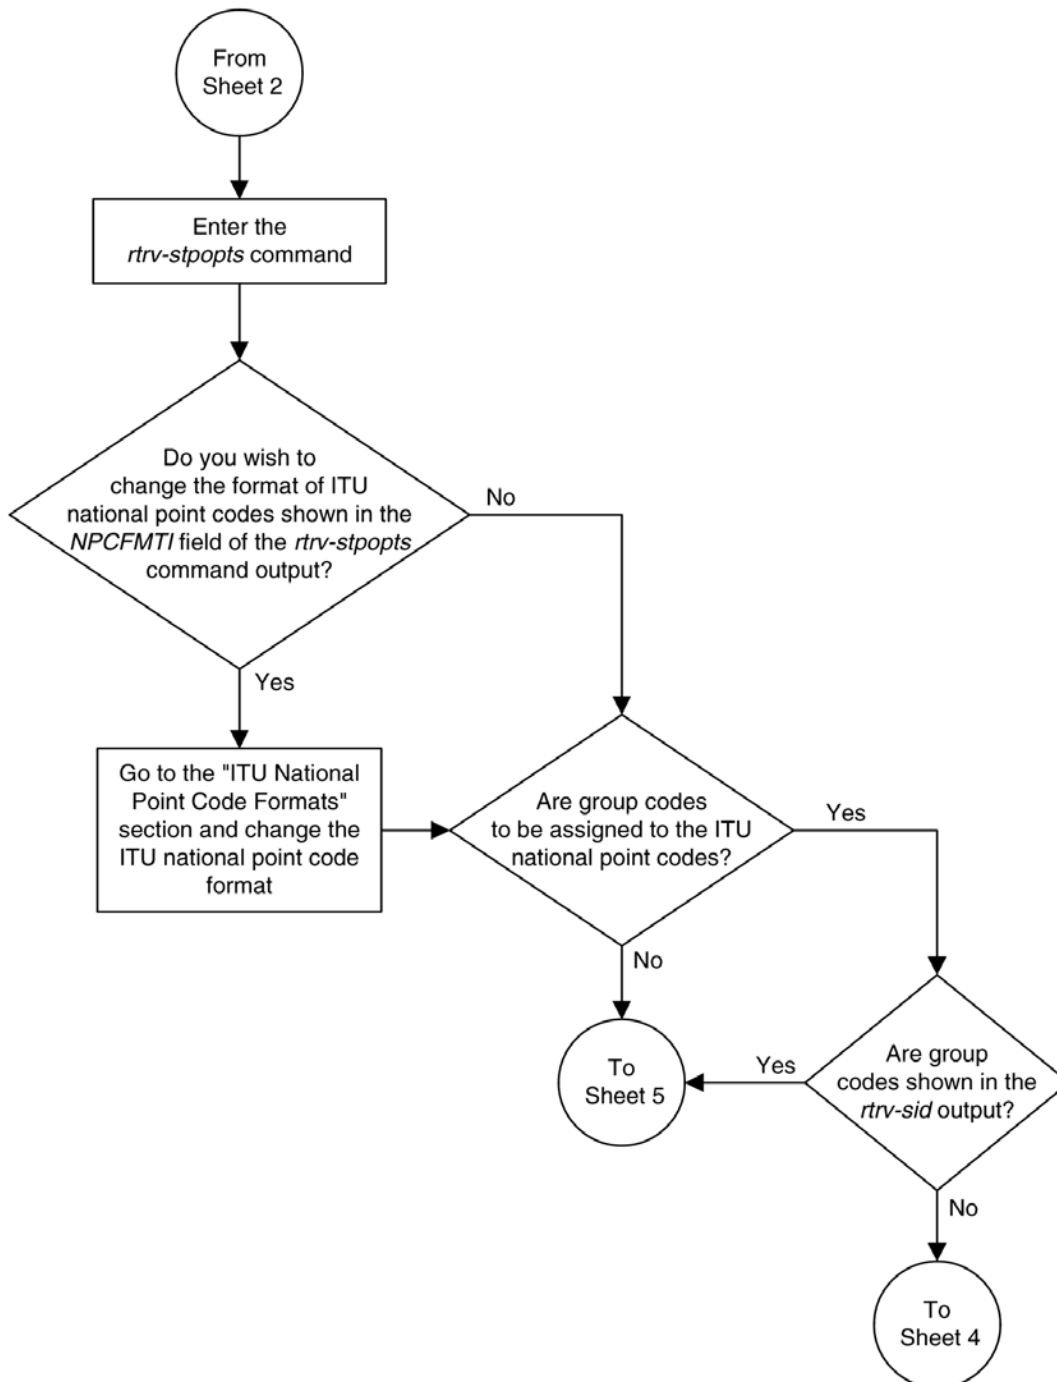 From
Sheet 2
Enter the
rtrv-stpopts command
Do you wish to
change the format of ITU
national point codes shown in the
NPCFMTI field of the rtrv-stpopts
command output?
No
Yes
Go to the "ITU National
Point Code Formats"
section and change the
ITU national point code
format
Are group codes
to be assigned to the ITU
national point codes?
Yes
No
To
Sheet 5
Yes
Are group
codes shown in the
rtrv-sid output?
No
To
Sheet 4